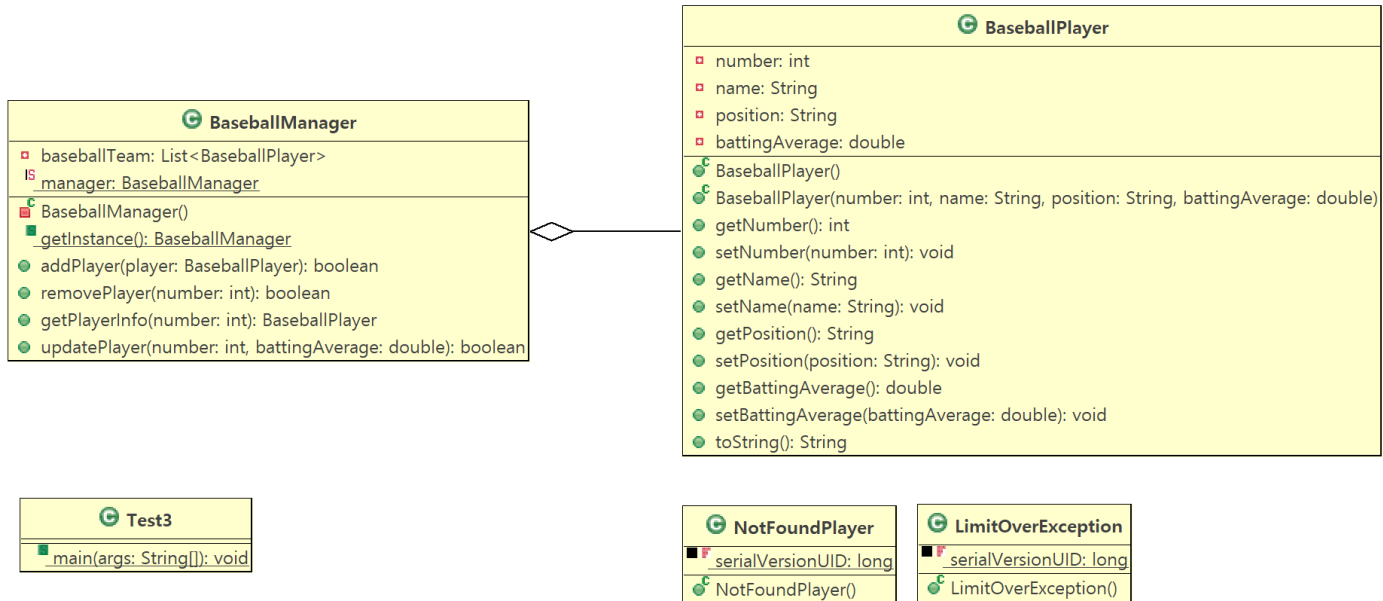 BaseballManager
baseballTeam: List<BaseballPlayer>
manager: BaseballManager
BaseballManager()
getInstance(): BaseballManager
addPlayer(player: BaseballPlayer): boolean
removePlayer(number: int): boolean
getPlayerInfo(number: int): BaseballPlayer
updatePlayer(number: int, battingAverage: double): boolean
BaseballPlayer
number: int
name: String
position: String
battingAverage: double
BaseballPlayer()
BaseballPlayer(number: int, name: String, position: String, battingAverage: double)
getNumber(): int
setNumber(number: int): void
getName(): String
setName(name: String): void
getPosition(): String
setPosition(position: String): void
getBattingAverage(): double
setBattingAverage(battingAverage: double): void
toString(): String
Test3
main(args: String[]): void
NotFoundPlayer
serialVersionUID: long
NotFoundPlayer()
LimitOverException
serialVersionUID: long
LimitOverException()